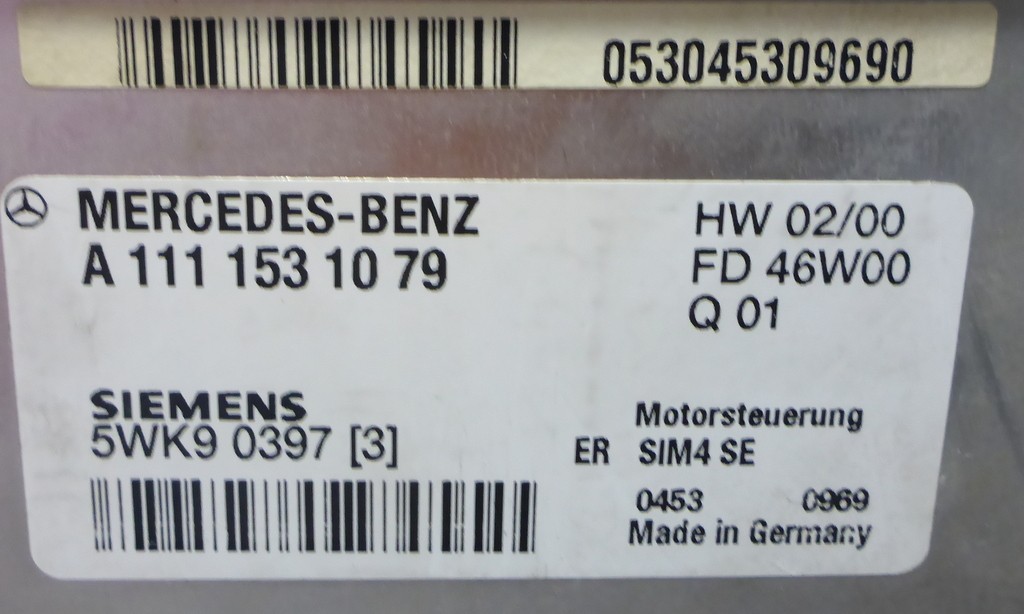 053045309690
MERCEDES-BENZ
A 111 153 10 79
HW 02/00
FD 46W00
Q 01
SIEMENS
5WK9 0397 [3]
Motorsteuerung
ER SIM4 SE
0453 0969
Made in Germany